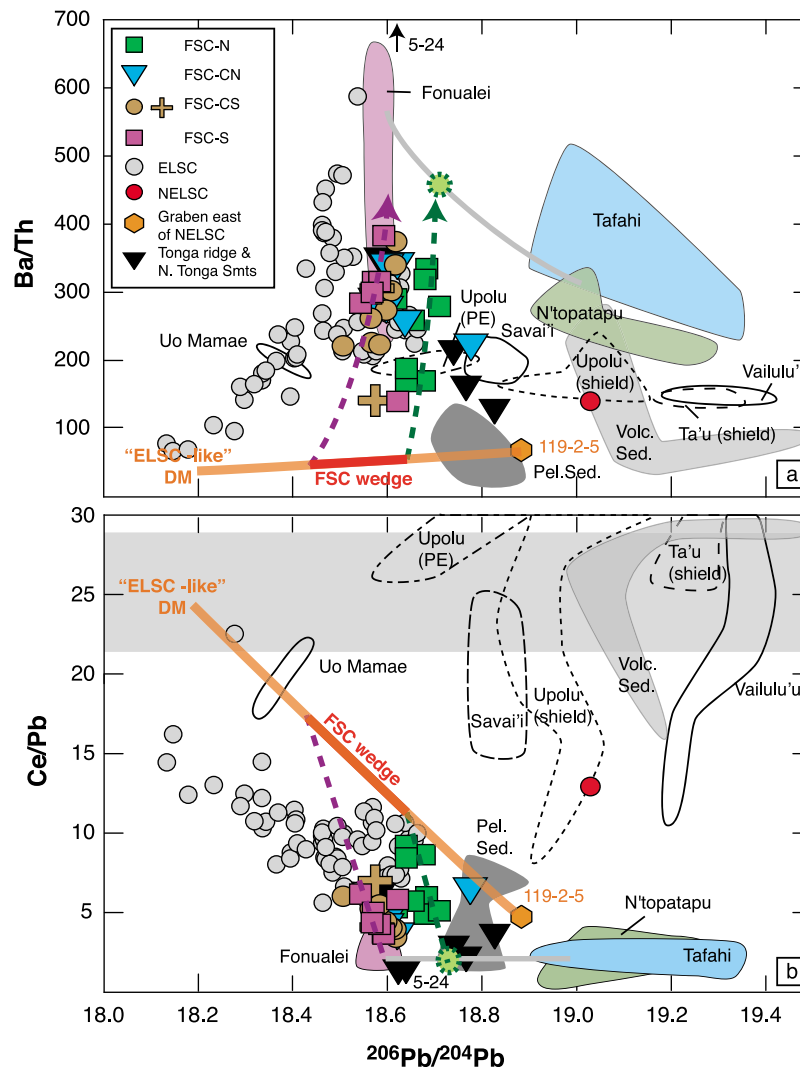 5-24
FSC-N
FSC-CN
FSC-CS
FSC-S
ELSC
NELSC
Graben east
of NELSC
Tonga ridge &
N. Tonga Smts
Fonualei
Tafahi
N'topatapu
Upolu
(PE)
Savai'i
Uo Mamae
Upolu
(shield)
Vailulu'
Ta'u (shield)
Volc.
Sed.
119-2-5
Pel.Sed.
"ELSC -like"
DM
FSC wedge
a
700
600
500
400
300
200
100
Ba/Th
30
25
20
15
10
5
0
Ce/Pb
Upolu
(PE)
Ta'u
(shield)
"ELSC -like"
DM
Uo Mamae
Savai'i
Upolu
(shield)
Volc.
Sed.
Vailulu'u
FSC wedge
Pel.
Sed.
119-2-5
N'topatapu
Tafahi
Fonualei
5-24
b
18.0 18.2 18.4 18.6 18.8 19.0 19.2 19.4
206Pb/204Pb